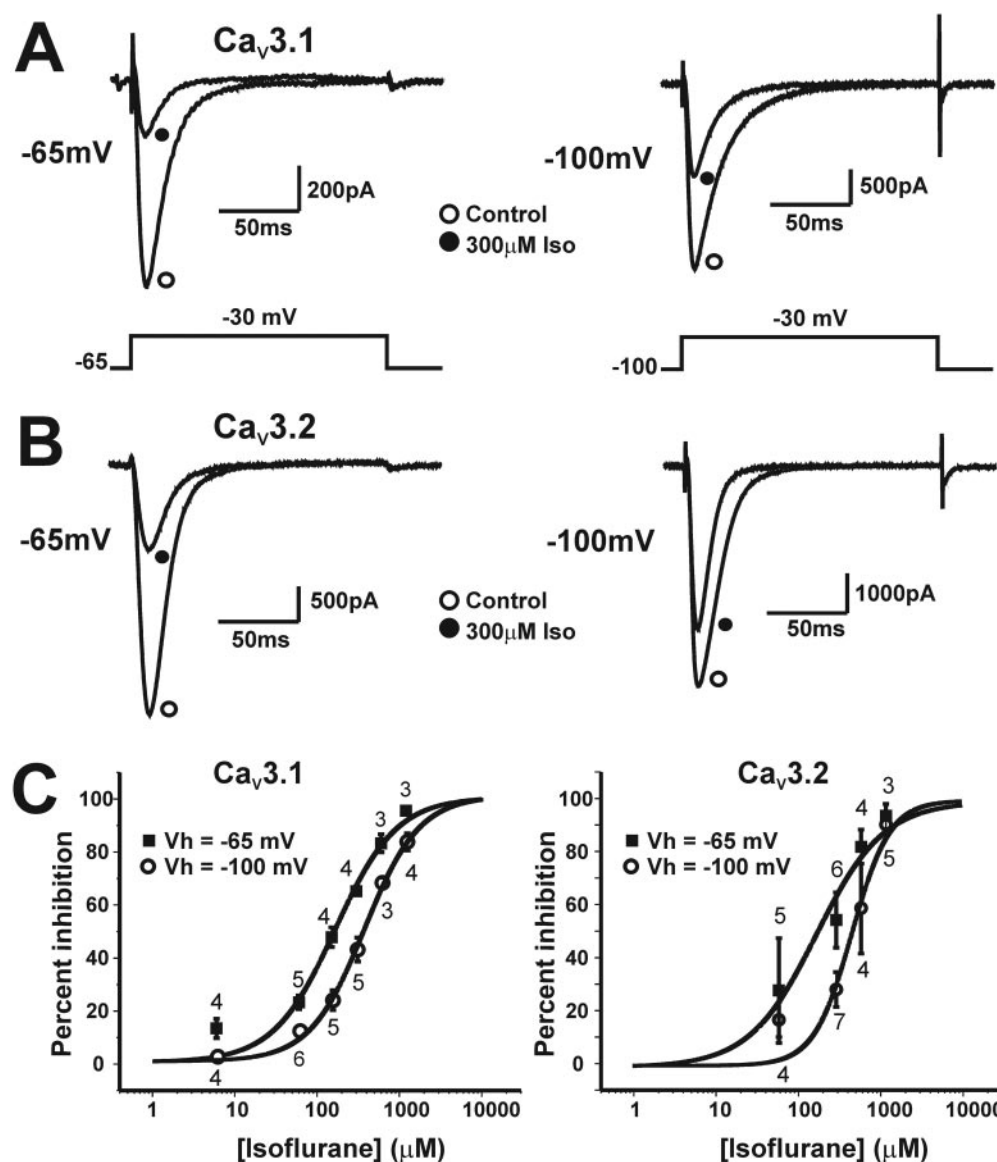 A
Cav3.1
-65mV
200pA
50ms
Control
300µM Iso
-100mV
500pA
50ms
-30 mV
-65
-30 mV
-100
B
Cav3.2
-65mV
500pA
50ms
Control
300µM Iso
-100mV
1000pA
50ms
C
Cav3.1
Percent inhibition
100
80
60
40
20
0
Vh = -65 mV
Vh = -100 mV
4
4
5
6
4
5
4
5
3
3
3
4
1
10
100
1000
10000
[Isoflurane] (µM)
Cav3.2
Percent inhibition
100
80
60
40
20
0
Vh = -65 mV
Vh = -100 mV
5
4
6
7
4
4
3
5
1
10
100
1000
10000
[Isoflurane] (µM)